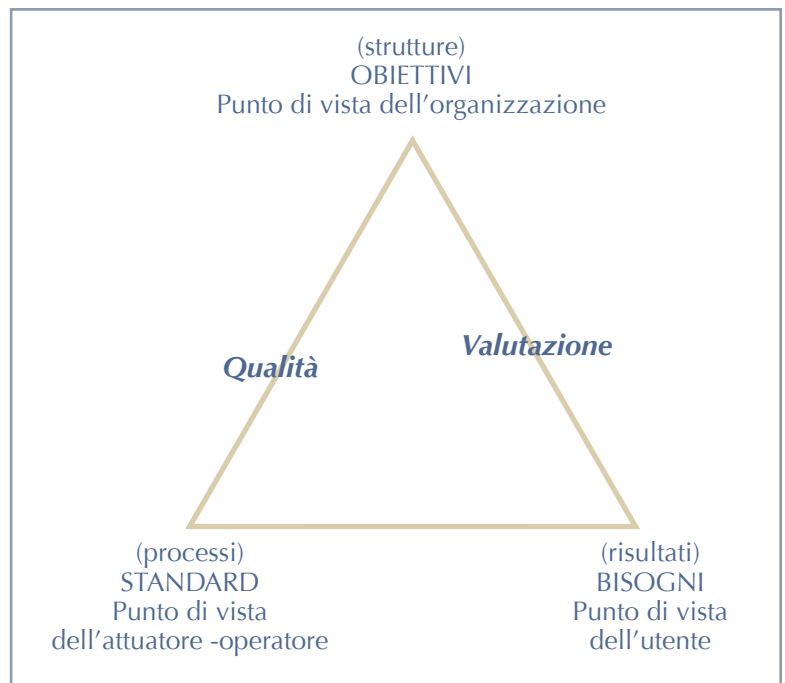 (strutture)
OBIETTIVI
Punto di vista dell'organizzazione
Qualità
Valutazione
(processi)
STANDARD
Punto di vista
dell'attuatore -operatore
(risultati)
BISOGNI
Punto di vista
dell'utente